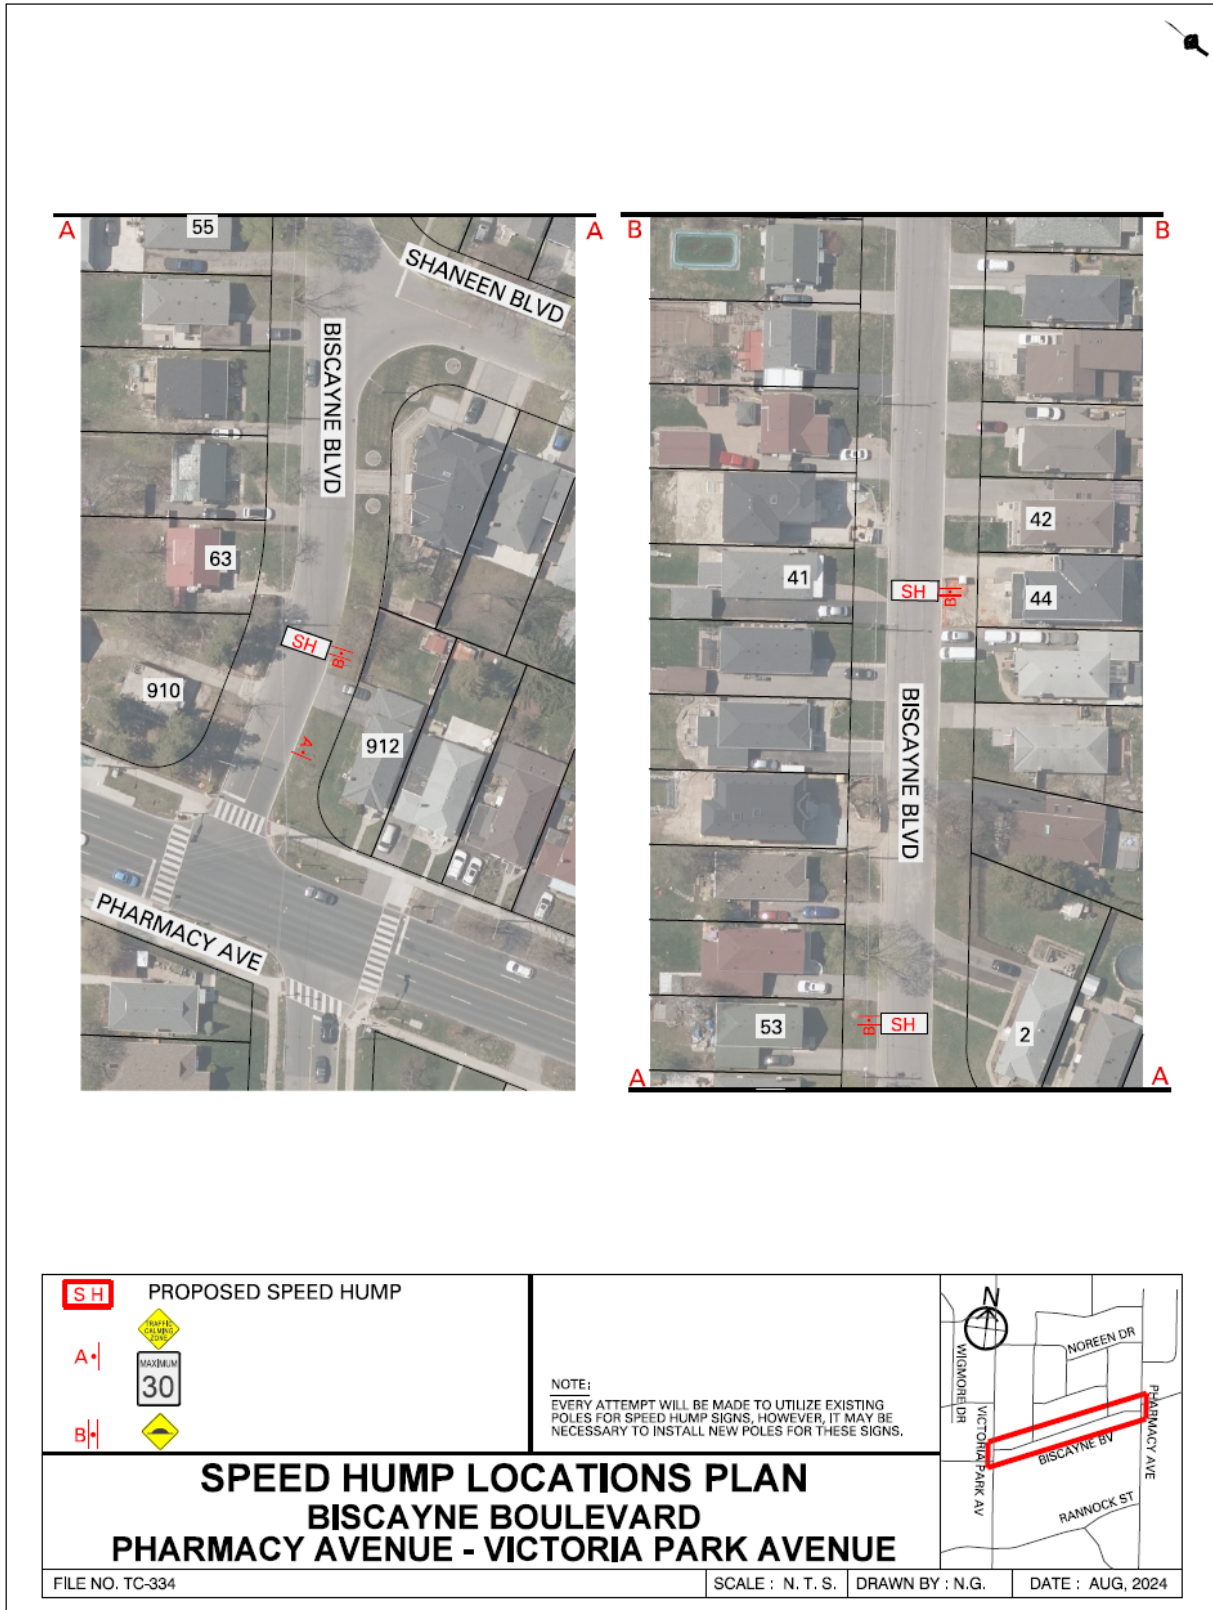 A
A
B
B
55
SHANEEN BLVD
BISCAYNE BLVD
63
SH
B
910
A
912
PHARMACY AVE
42
41
SH
B
44
BISCAYNE BLVD
53
B
SH
2
A
A
SH PROPOSED SPEED HUMP
TRAFFIC
CALMING
ZONE
A
MAXIMUM
30
B
NOTE:
EVERY ATTEMPT WILL BE MADE TO UTILIZE EXISTING
POLES FOR SPEED HUMP SIGNS, HOWEVER, IT MAY BE
NECESSARY TO INSTALL NEW POLES FOR THESE SIGNS.
N
NOREEN DR
WIGMORE DR
VICTORIA PARK AV
BISCAYNE BV
PHARMACY AVE
RANNOCK ST
SPEED HUMP LOCATIONS PLAN
BISCAYNE BOULEVARD
PHARMACY AVENUE - VICTORIA PARK AVENUE
FILE NO. TC-334
SCALE : N. T. S.
DRAWN BY : N.G.
DATE : AUG, 2024